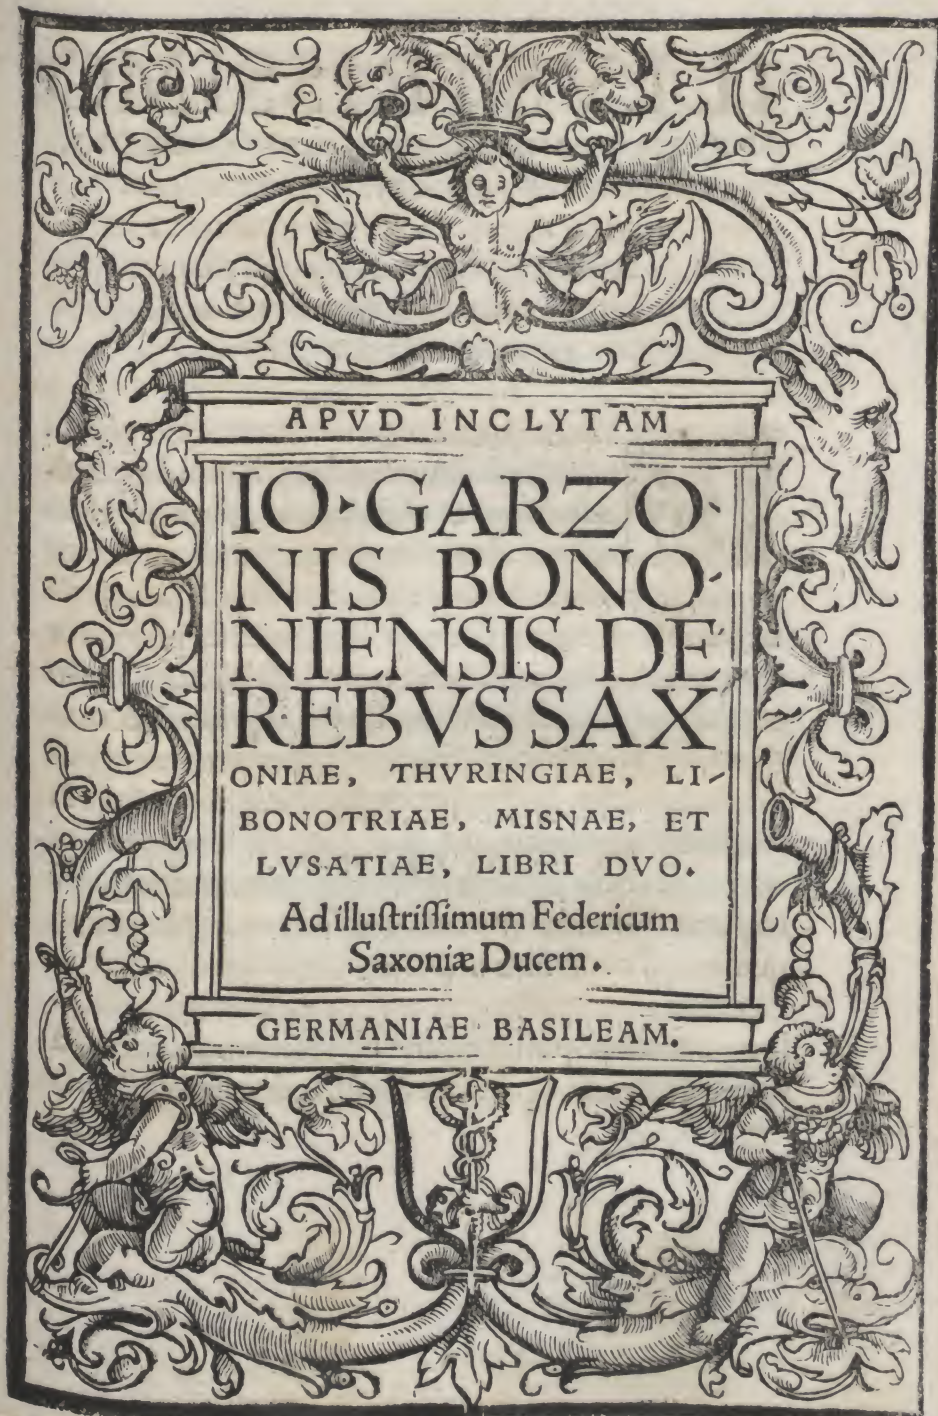 APVD INCLYTAM
IO▸GARZO-
NIS BONO-
NIENSIS DE
REBVS SAX
ONIAE, THVRINGIAE, LI-
BONOTRIAE, MISNAE, ET
LVSATIAE, LIBRI DVO.
Ad illuſtriſſimum Federicum
Saxoniæ Ducem.
GERMANIAE BASILEAM.